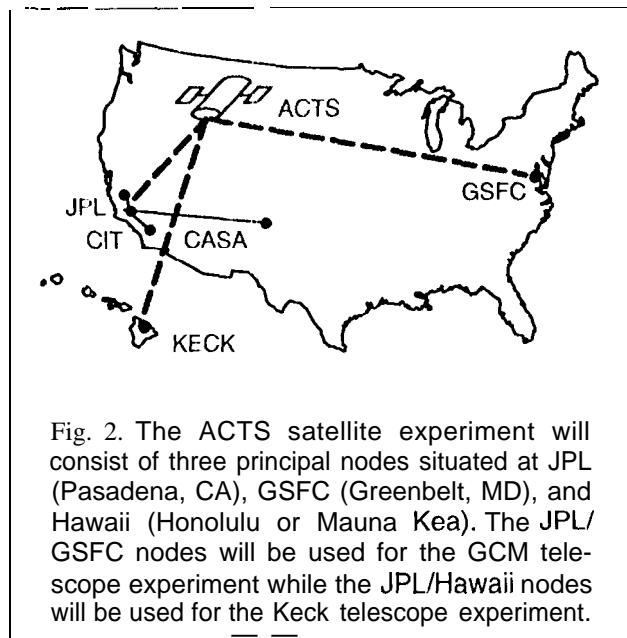 ACTS
GSFC
JPL
CIT
CASA
KECK
Fig. 2. The ACTS satellite experiment will
consist of three principal nodes situated at JPL
(Pasadena, CA), GSFC (Greenbelt, MD), and
Hawaii (Honolulu or Mauna Kea). The JPL/
GSFC nodes will be used for the GCM tele-
scope experiment while the JPL/Hawaii nodes
will be used for the Keck telescope experiment.